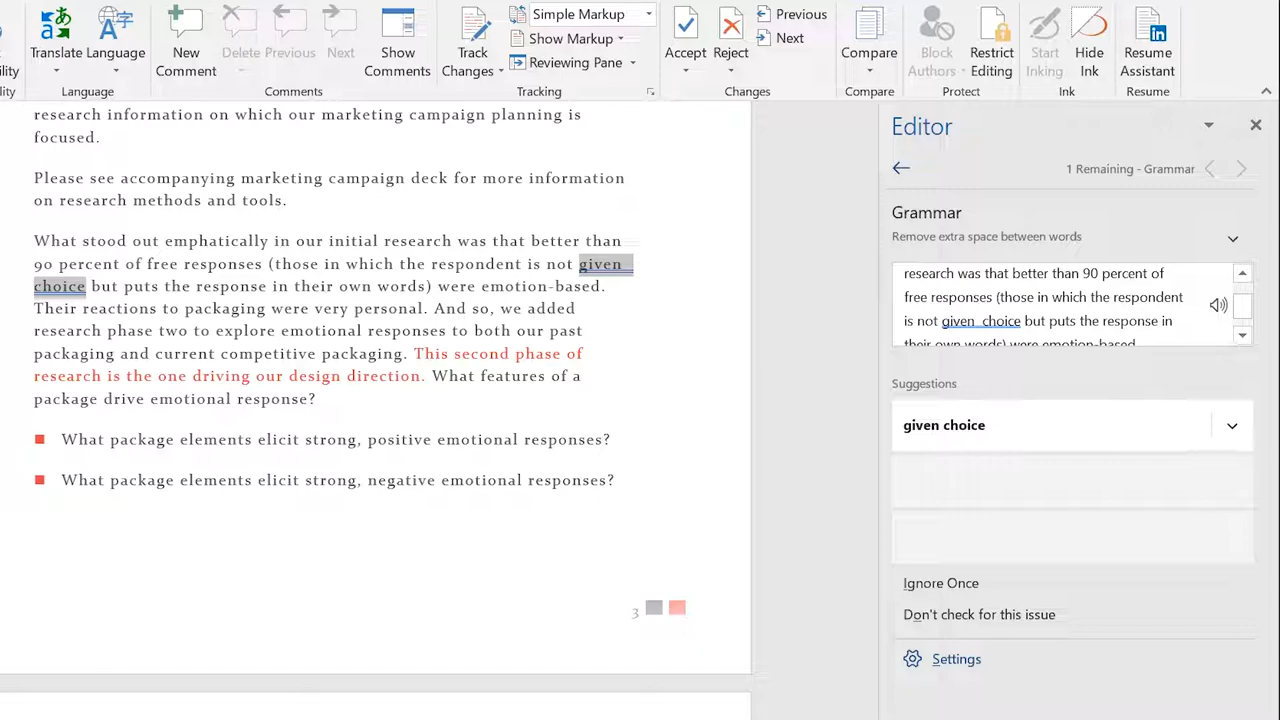 Simple Markup
Previous
Show Markup
Next
Reviewing Pane
ility
Translate
Language
New
Comment
Delete
Previous
Next
Show
Comments
Track
Changes
Accept
Reject
Compare
Block
Authors
Restrict
Editing
Start
Inking
Hide
Ink
Resume
Assistant
lity
Language
Comments
Tracking
Changes
Compare
Protect
Ink
Resume
research information on which our marketing campaign planning is
focused.
Please see accompanying marketing campaign deck for more information
on research methods and tools.
What stood out emphatically in our initial research was that better than
90 percent of free responses (those in which the respondent is not given
choice but puts the response in their own words) were emotion-based.
Their reactions to packaging were very personal. And so, we added
research phase two to explore emotional responses to both our past
packaging and current competitive packaging. This second phase of
research is the one driving our design direction. What features of a
package drive emotional response?
What package elements elicit strong, positive emotional responses?
What package elements elicit strong, negative emotional responses?
3
Editor
1 Remaining - Grammar
Grammar
Remove extra space between words
research was that better than 90 percent of
free responses (those in which the respondent
is not given  choice but puts the response in
their own words) were emotion-based
Suggestions
given choice
Ignore Once
Don't check for this issue
Settings